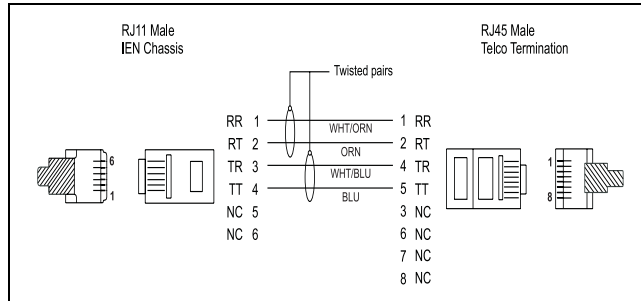 RJ11 Male
IEN Chassis
RJ45 Male
Telco Termination
Twisted pairs
RR 1 WHT/ORN 1 RR
RT 2 ORN 2 RT
TR 3 WHT/BLU 4 TR
TT 4 BLU 5 TT
NC 5 3 NC
NC 6 6 NC
7 NC
8 NC
6
1
1
8